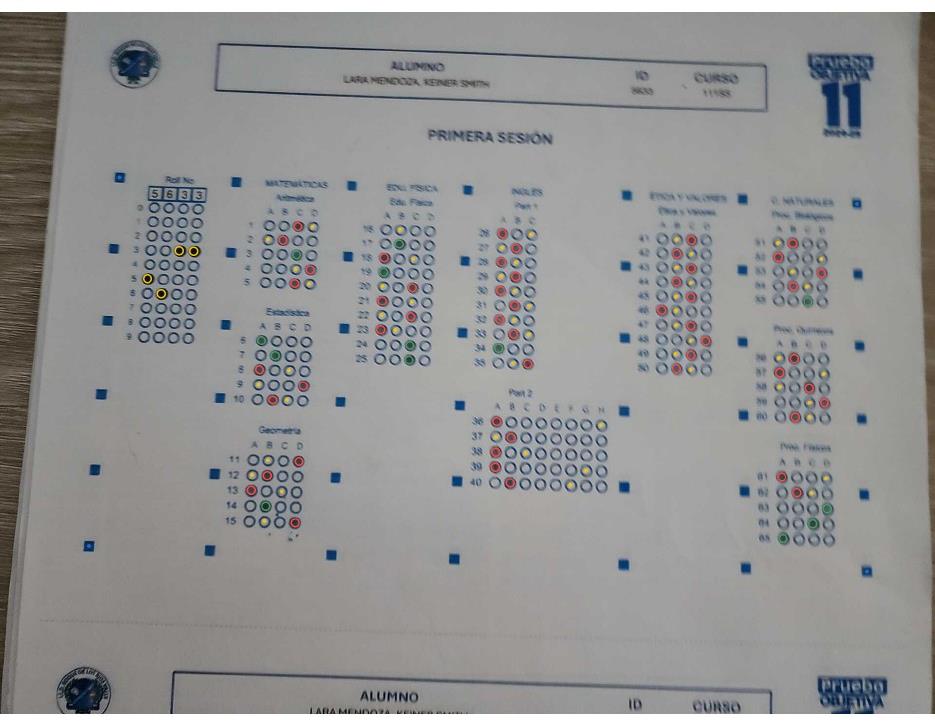 ALUMNO
LARA MENDOZA, KEINER SMITH
ID
CURSO
Prueba
OBJETIVA
11
PRIMERA SESIÓN
Roll No
5 6 3 3
0
1
2
3
4
5
6
7
8
9
MATEMÁTICAS
Aritmética
A B C D
1
2
3
4
5
Estadística
A B C D
6
7
8
9
10
Geometría
A B C D
11
12
13
14
15
EDU. FÍSICA
Edu. Física
A B C D
16
17
18
19
20
21
22
23
24
25
INGLÉS
Part 1
A B C
26
27
28
29
30
31
32
33
34
35
Part 2
A B C D E F G H
36
37
38
39
40
ÉTICA Y VALORES
Ética y Valores
A B C D
41
42
43
44
45
46
47
48
49
50
C. NATURALES
Proc. Biológicos
A B C D
51
52
53
54
55
Proc. Químicos
A B C D
56
57
58
59
60
Proc. Físicos
A B C D
61
62
63
64
65
ALUMNO
LARA MENDOZA, KEINER SMITH
ID
CURSO
Prueba
OBJETIVA